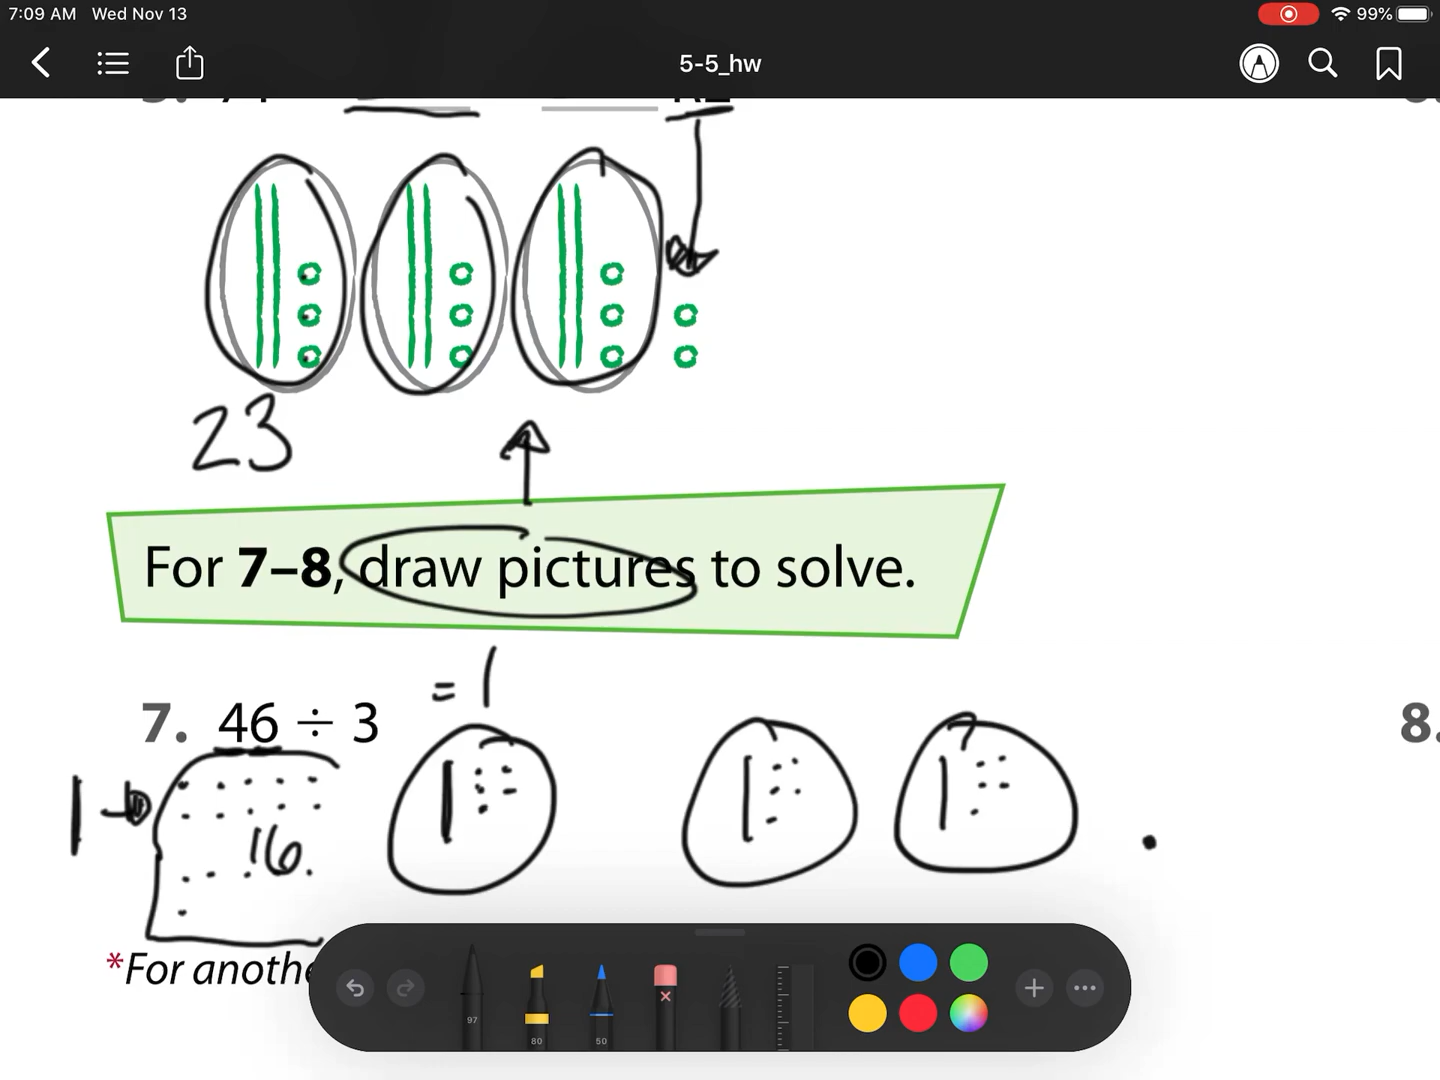 7:09 AM Wed Nov 13 99%
5-5_hw
23
For 7–8, draw pictures to solve.
= 1
7. 46 ÷ 3
8.
16
*For anothe
97 80 50